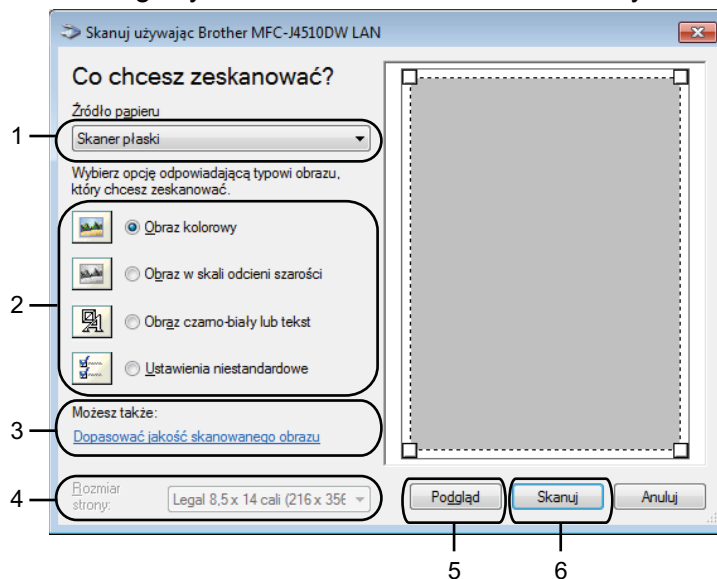 Skanuj używając Brother MFC-J4510DW LAN
Co chcesz zeskanować?
Źródło papieru
1
Skaner płaski
Wybierz opcję odpowiadającą typowi obrazu,
który chcesz zeskanować.
Obraz kolorowy
Obraz w skali odcieni szarości
2
Obraz czarno-biały lub tekst
Ustawienia niestandardowe
Możesz także:
3
Dopasować jakość skanowanego obrazu
4
Rozmiar
strony:
Legal 8,5 x 14 cali (216 x 356
Podgląd
Skanuj
Anuluj
5
6